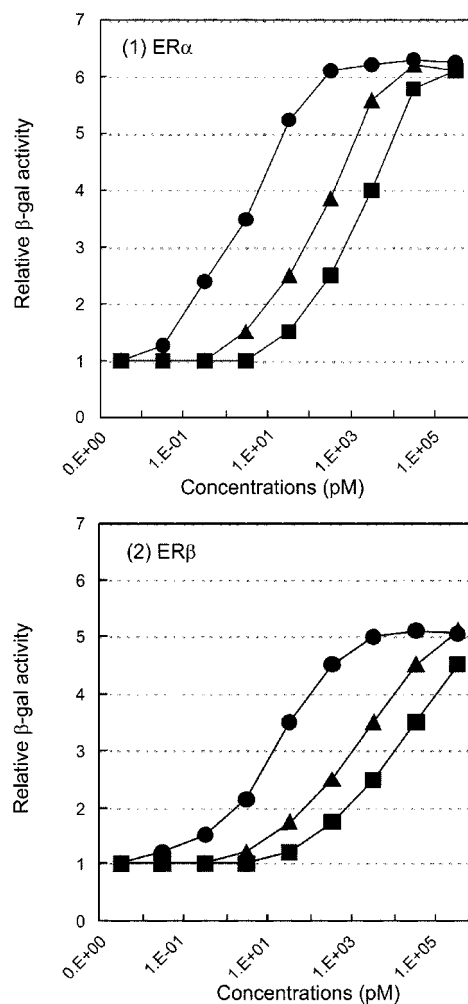 (1) ERα
Relative β-gal activity
7
6
5
4
3
2
1
0
0.E+00
1.E-01
1.E+01
1.E+03
1.E+05
Concentrations (pM)
(2) ERβ
Relative β-gal activity
7
6
5
4
3
2
1
0
0.E+00
1.E-01
1.E+01
1.E+03
1.E+05
Concentrations (pM)